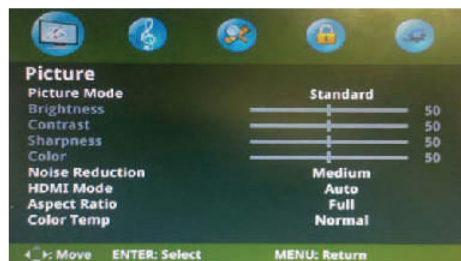 Picture
Picture Mode Standard
Brightness 50
Contrast 50
Sharpness 50
Color 50
Noise Reduction Medium
HDMI Mode Auto
Aspect Ratio Full
Color Temp Normal
: Move ENTER: Select MENU: Return